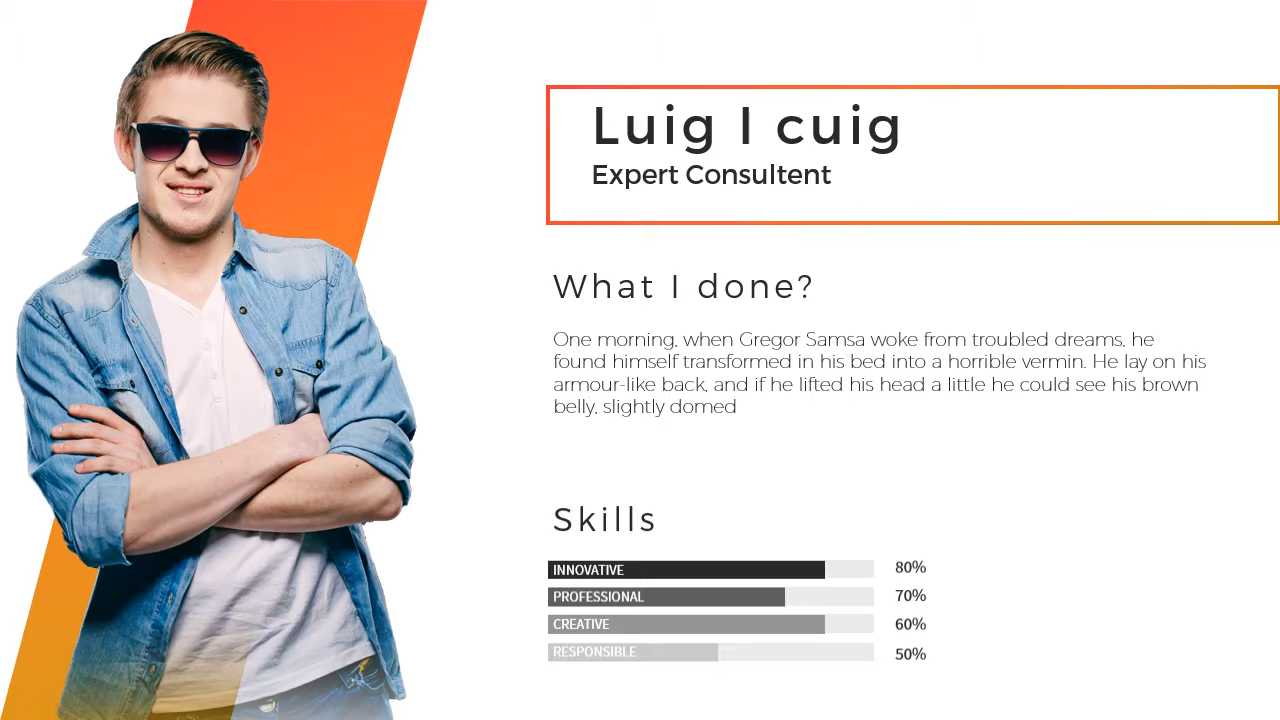 Luig I cuig
Expert Consultent
What I done?
One morning, when Gregor Samsa woke from troubled dreams, he
found himself transformed in his bed into a horrible vermin. He lay on his
armour-like back, and if he lifted his head a little he could see his brown
belly, slightly domed
Skills
INNOVATIVE 80%
PROFESSIONAL 70%
CREATIVE 60%
RESPONSIBLE 50%